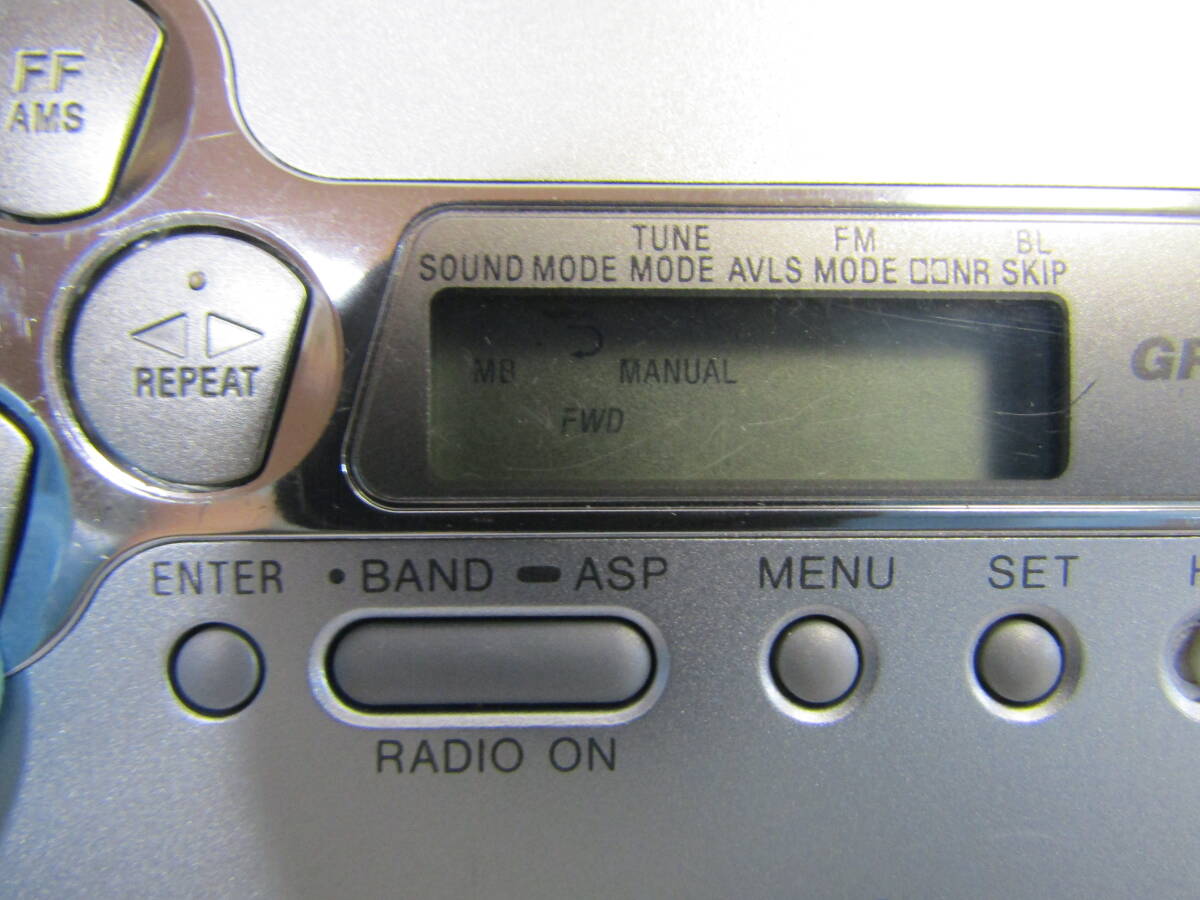 FF
AMS
REPEAT
TUNE FM BL
SOUND MODE MODE AVLS MODE NR SKIP
MB MANUAL
FWD
ENTER • BAND ASP MENU SET
RADIO ON